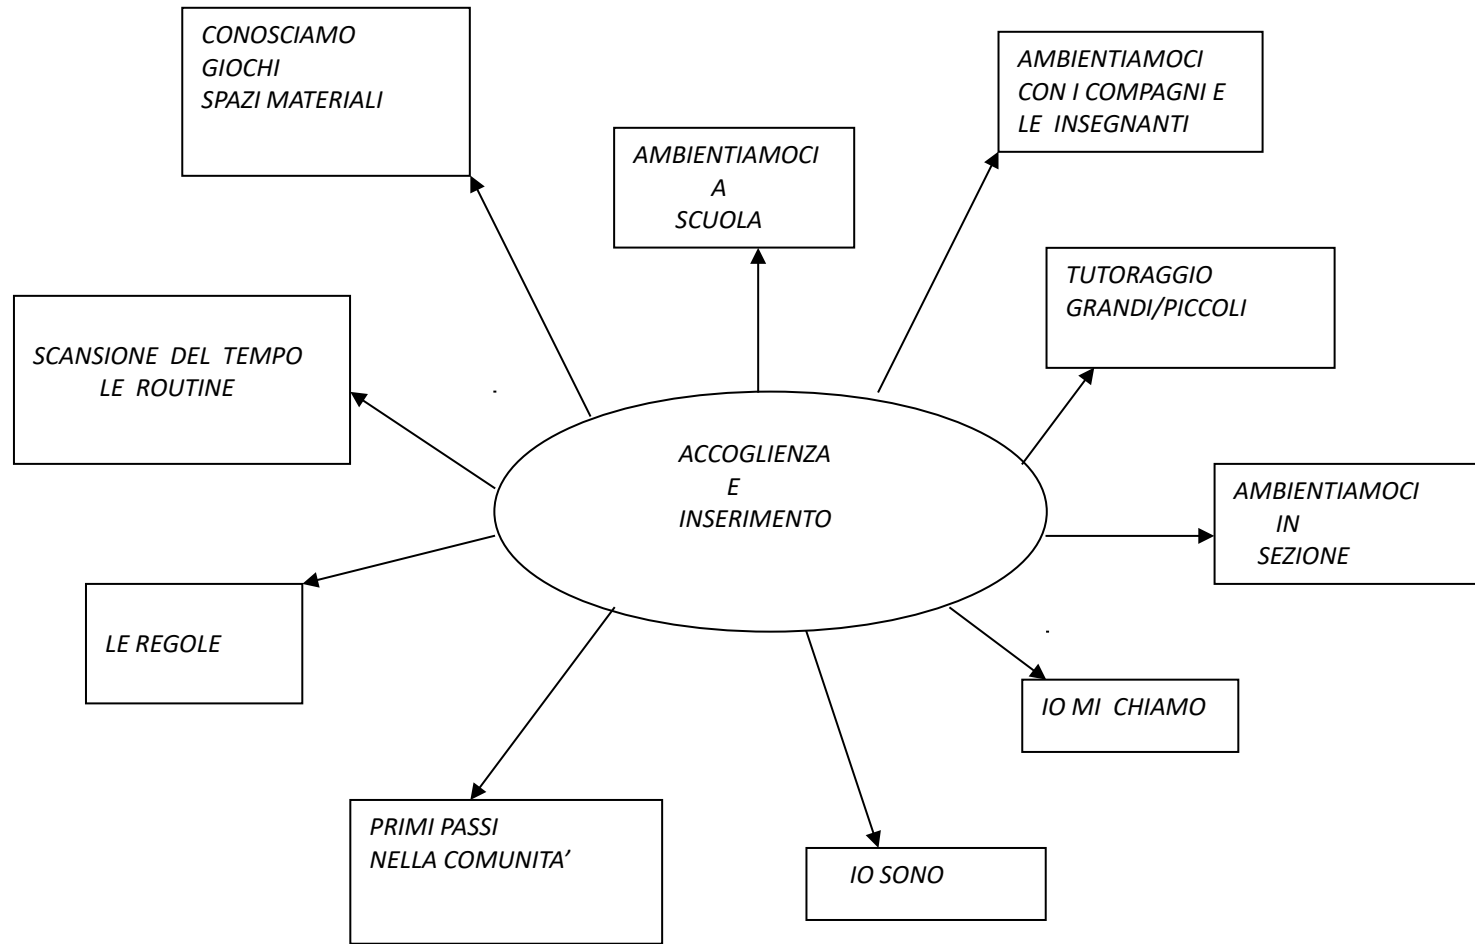 CONOSCIAMO
GIOCHI
SPAZI MATERIALI
AMBIENTIAMOCI
A
SCUOLA
AMBIENTIAMOCI
CON I COMPAGNI E
LE INSEGNANTI
TUTORAGGIO
GRANDI/PICCOLI
SCANSIONE DEL TEMPO
LE ROUTINE
ACCOGLIENZA
E
INSERIMENTO
AMBIENTIAMOCI
IN
SEZIONE
LE REGOLE
IO MI CHIAMO
PRIMI PASSI
NELLA COMUNITA’
IO SONO